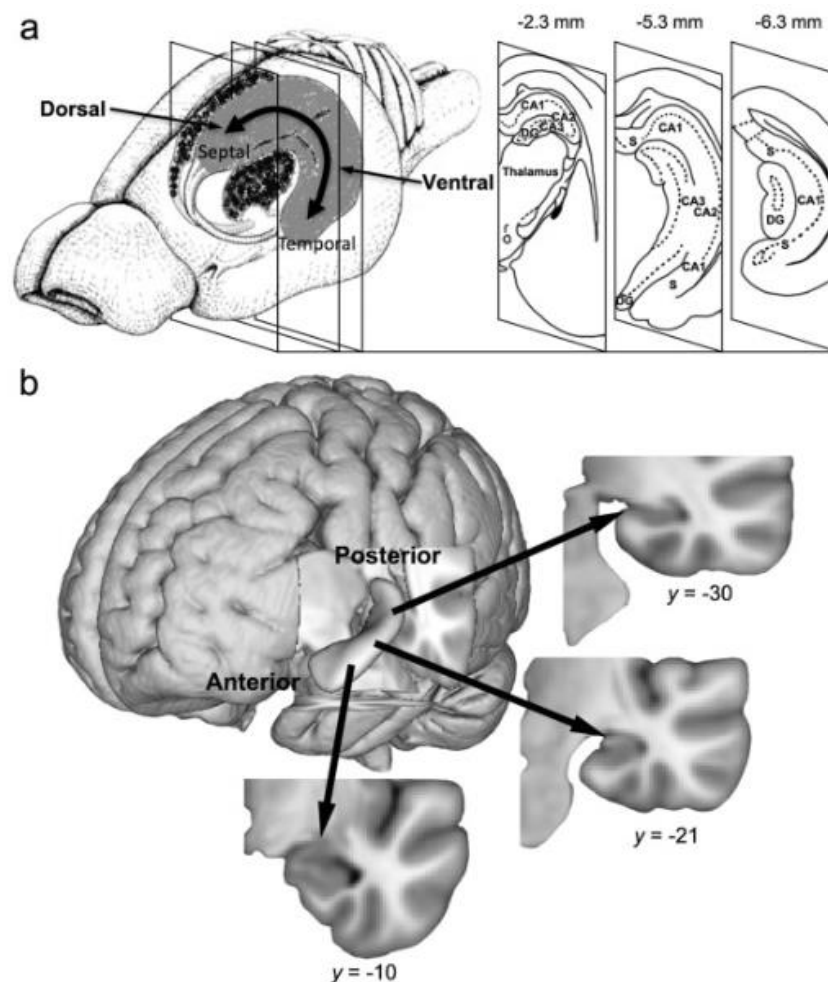 a
-2.3 mm
-5.3 mm
-6.3 mm
Dorsal
Septal
Ventral
Temporal
CA1
CA2
CA3
DG
Thalamus
S
CA1
CA3
CA2
CA1
S
DG
S
CA1
DG
S
b
Posterior
Anterior
y = -30
y = -21
y = -10